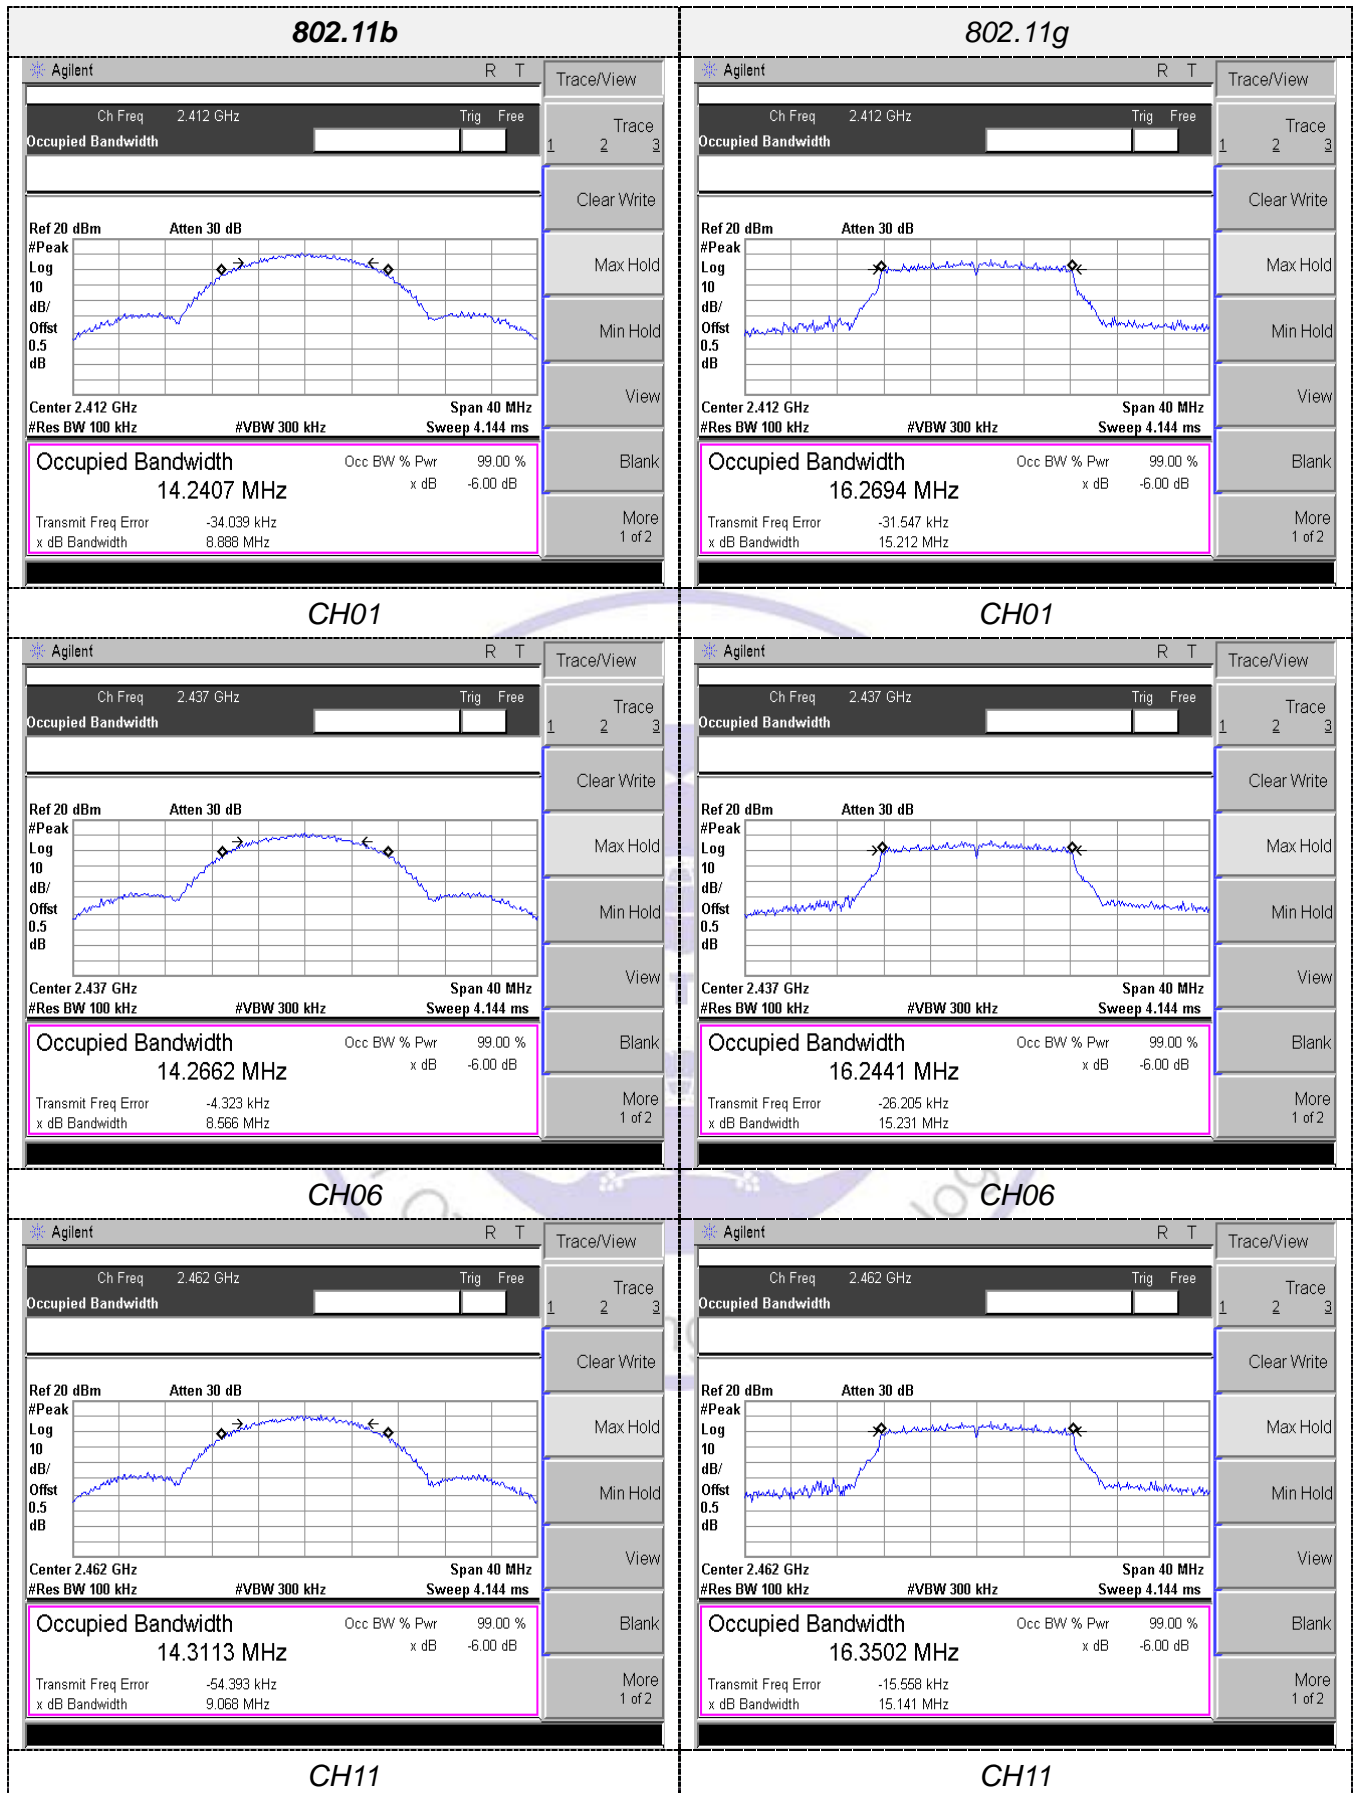 802.11b 802.11g
Agilent R T Trace/View
Ch Freq 2.412 GHz Trig Free
Occupied Bandwidth
Trace
1 2 3
Clear Write
Ref 20 dBm Atten 30 dB
#Peak
Log
10
dB/
Offst
0.5
dB
Max Hold
Min Hold
View
Center 2.412 GHz Span 40 MHz
#Res BW 100 kHz #VBW 300 kHz Sweep 4.144 ms
Occupied Bandwidth Occ BW % Pwr 99.00 %
14.2407 MHz x dB -6.00 dB
Transmit Freq Error -34.039 kHz
x dB Bandwidth 8.888 MHz
Blank
More
1 of 2
Agilent R T Trace/View
Ch Freq 2.412 GHz Trig Free
Occupied Bandwidth
Trace
1 2 3
Clear Write
Ref 20 dBm Atten 30 dB
#Peak
Log
10
dB/
Offst
0.5
dB
Max Hold
Min Hold
View
Center 2.412 GHz Span 40 MHz
#Res BW 100 kHz #VBW 300 kHz Sweep 4.144 ms
Occupied Bandwidth Occ BW % Pwr 99.00 %
16.2694 MHz x dB -6.00 dB
Transmit Freq Error -31.547 kHz
x dB Bandwidth 15.212 MHz
Blank
More
1 of 2
CH01 CH01
Agilent R T Trace/View
Ch Freq 2.437 GHz Trig Free
Occupied Bandwidth
Trace
1 2 3
Clear Write
Ref 20 dBm Atten 30 dB
#Peak
Log
10
dB/
Offst
0.5
dB
Max Hold
Min Hold
View
Center 2.437 GHz Span 40 MHz
#Res BW 100 kHz #VBW 300 kHz Sweep 4.144 ms
Occupied Bandwidth Occ BW % Pwr 99.00 %
14.2662 MHz x dB -6.00 dB
Transmit Freq Error -4.323 kHz
x dB Bandwidth 8.566 MHz
Blank
More
1 of 2
Agilent R T Trace/View
Ch Freq 2.437 GHz Trig Free
Occupied Bandwidth
Trace
1 2 3
Clear Write
Ref 20 dBm Atten 30 dB
#Peak
Log
10
dB/
Offst
0.5
dB
Max Hold
Min Hold
View
Center 2.437 GHz Span 40 MHz
#Res BW 100 kHz #VBW 300 kHz Sweep 4.144 ms
Occupied Bandwidth Occ BW % Pwr 99.00 %
16.2441 MHz x dB -6.00 dB
Transmit Freq Error -26.205 kHz
x dB Bandwidth 15.231 MHz
Blank
More
1 of 2
CH06 CH06
Agilent R T Trace/View
Ch Freq 2.462 GHz Trig Free
Occupied Bandwidth
Trace
1 2 3
Clear Write
Ref 20 dBm Atten 30 dB
#Peak
Log
10
dB/
Offst
0.5
dB
Max Hold
Min Hold
View
Center 2.462 GHz Span 40 MHz
#Res BW 100 kHz #VBW 300 kHz Sweep 4.144 ms
Occupied Bandwidth Occ BW % Pwr 99.00 %
14.3113 MHz x dB -6.00 dB
Transmit Freq Error -54.393 kHz
x dB Bandwidth 9.068 MHz
Blank
More
1 of 2
Agilent R T Trace/View
Ch Freq 2.462 GHz Trig Free
Occupied Bandwidth
Trace
1 2 3
Clear Write
Ref 20 dBm Atten 30 dB
#Peak
Log
10
dB/
Offst
0.5
dB
Max Hold
Min Hold
View
Center 2.462 GHz Span 40 MHz
#Res BW 100 kHz #VBW 300 kHz Sweep 4.144 ms
Occupied Bandwidth Occ BW % Pwr 99.00 %
16.3502 MHz x dB -6.00 dB
Transmit Freq Error -15.558 kHz
x dB Bandwidth 15.141 MHz
Blank
More
1 of 2
CH11 CH11